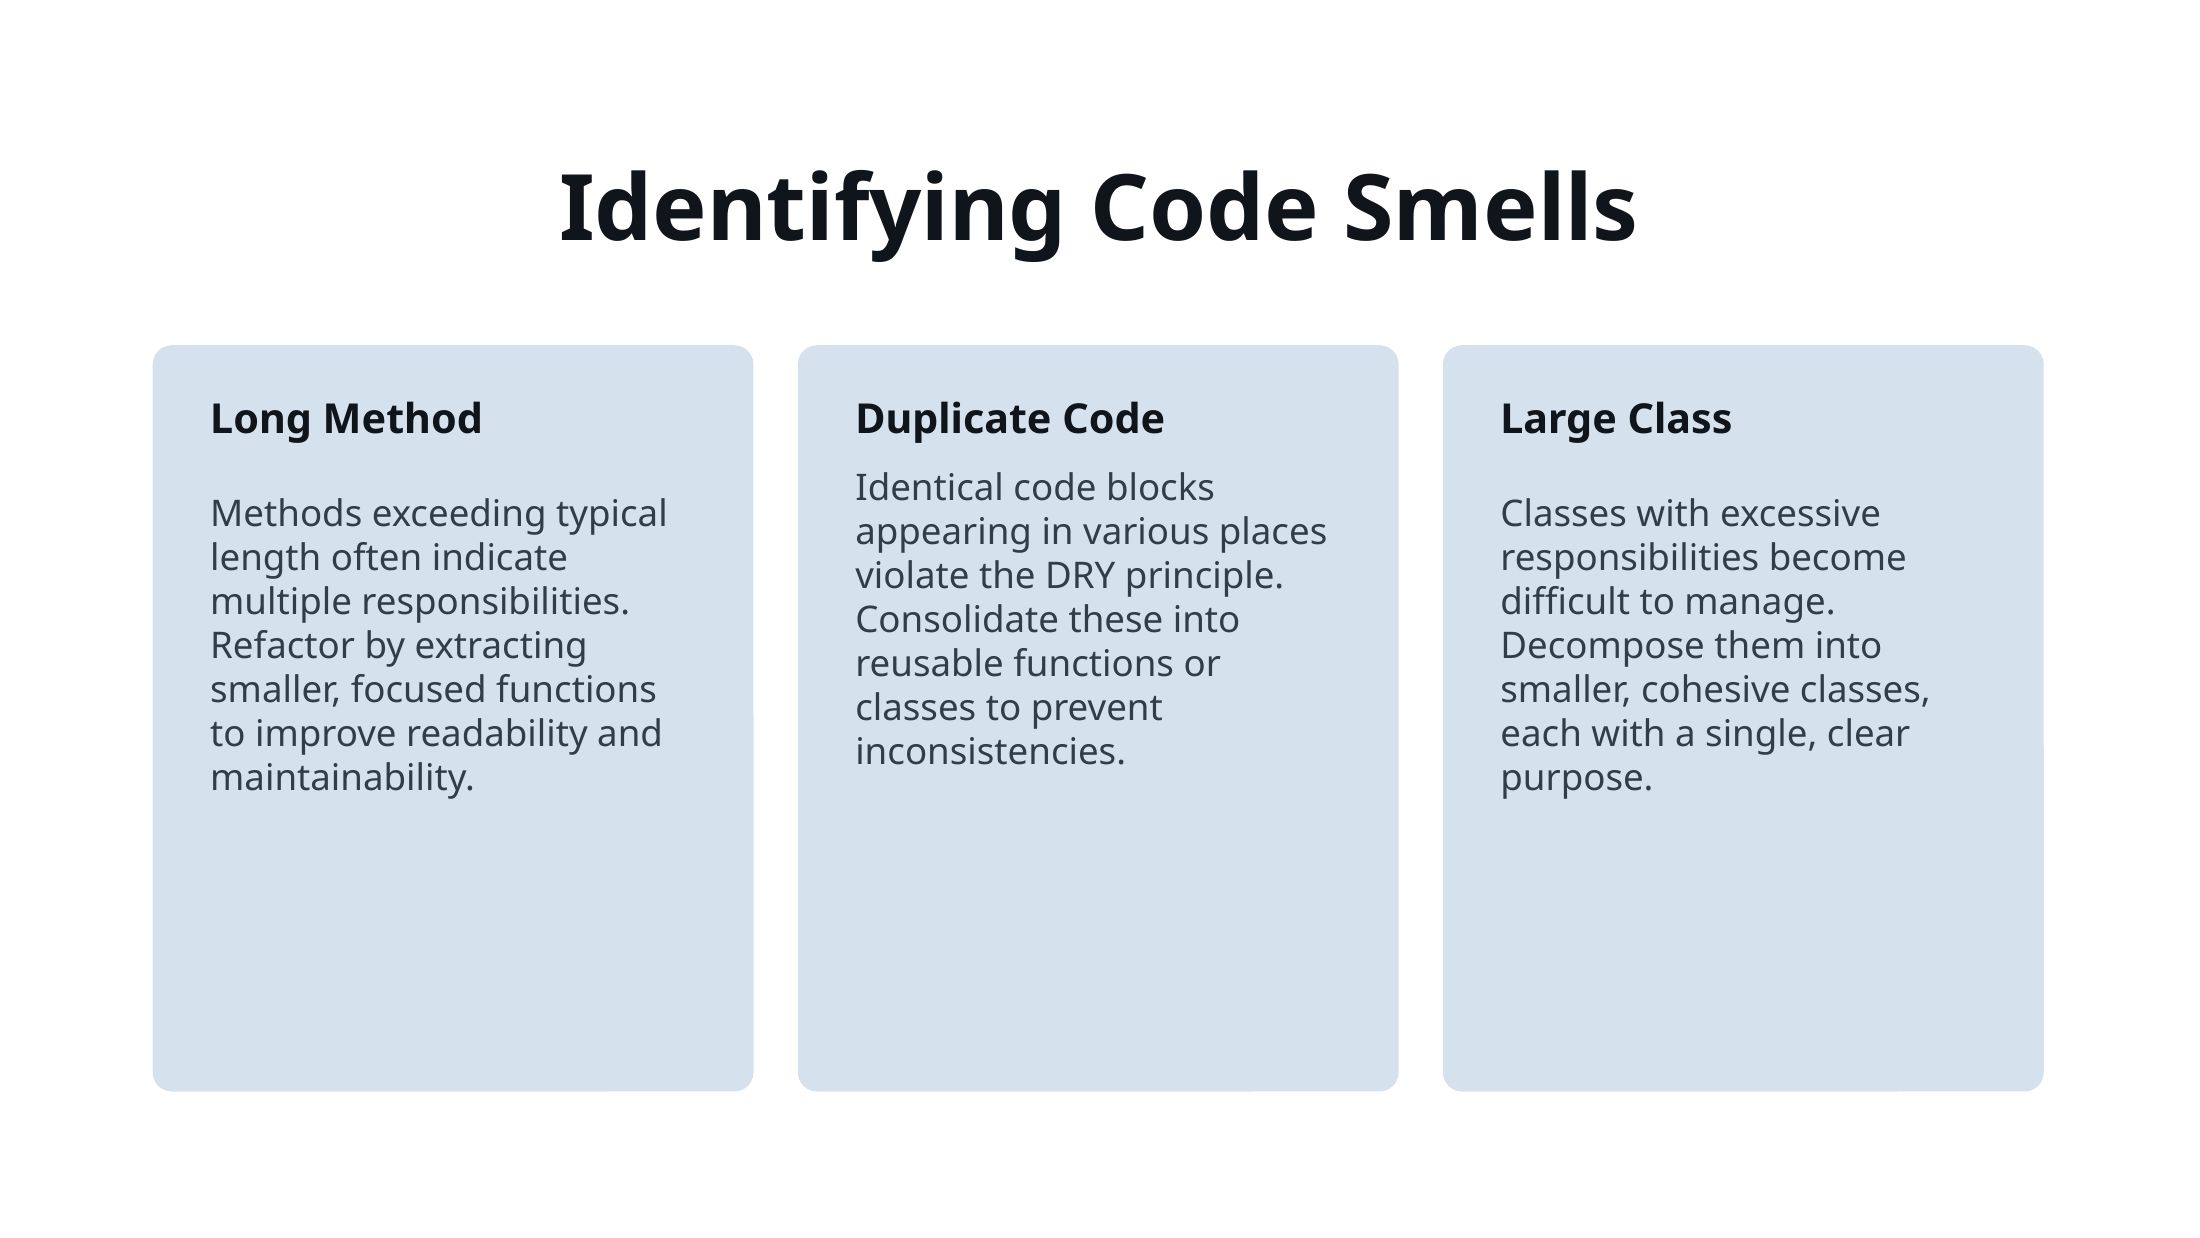 Identifying Code Smells
Long Method
Methods exceeding typical
length often indicate
multiple responsibilities.
Refactor by extracting
smaller, focused functions
to improve readability and
maintainability.
Duplicate Code
Identical code blocks
appearing in various places
violate the DRY principle.
Consolidate these into
reusable functions or
classes to prevent
inconsistencies.
Large Class
Classes with excessive
responsibilities become
difficult to manage.
Decompose them into
smaller, cohesive classes,
each with a single, clear
purpose.